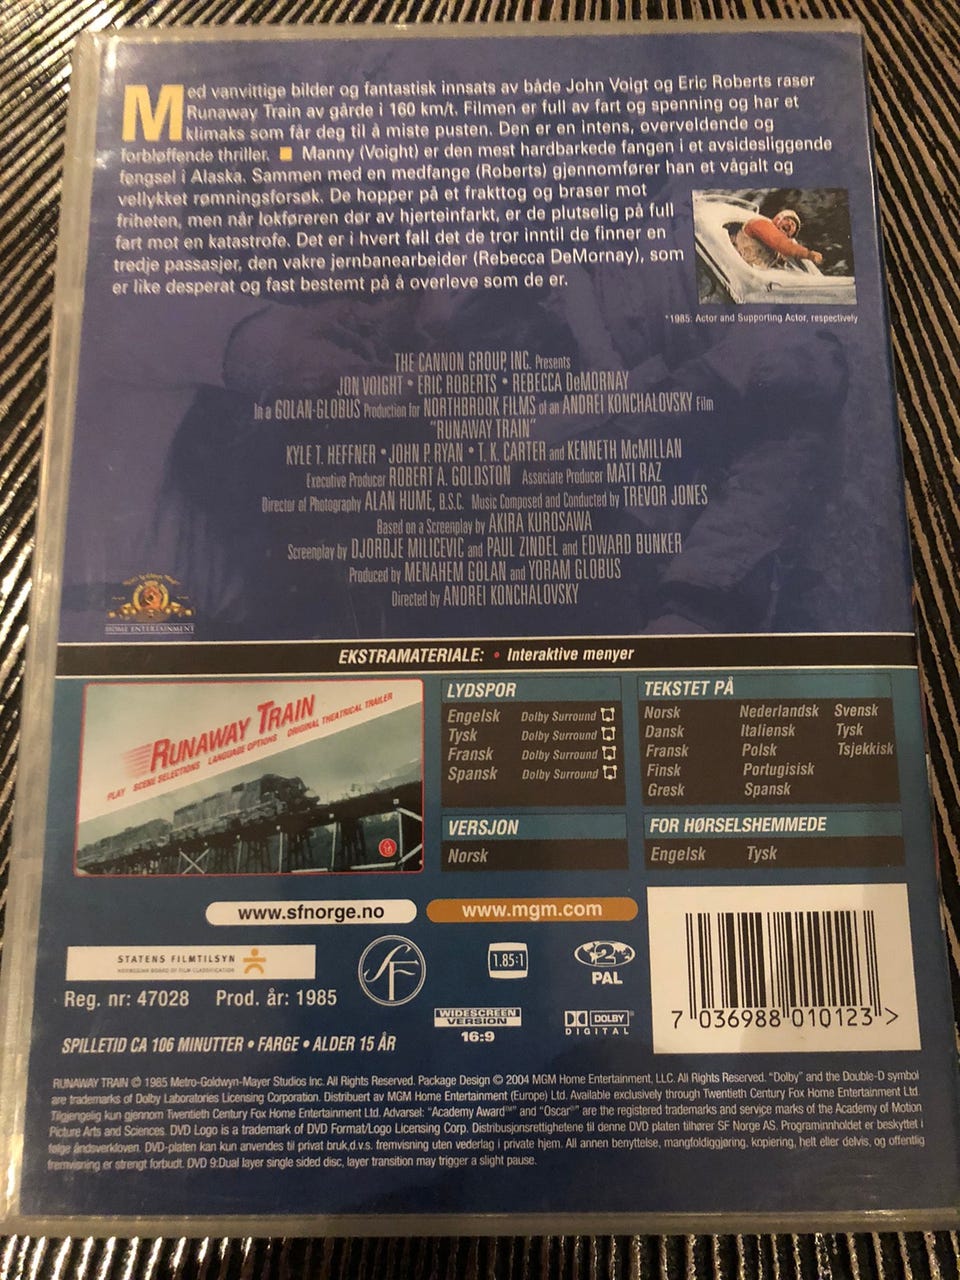 Med vanvittige bilder og fantastisk innsats av både John Voigt og Eric Roberts raser
Runaway Train av gårde i 160 km/t. Filmen er full av fart og spenning og har et
klimaks som får deg til å miste pusten. Den er en intens, overveldende og
forbløffende thriller. Manny (Voight) er den mest hardbarkede fangen i et avsidesliggende
fengsel i Alaska. Sammen med en medfange (Roberts) gjennomfører han et vågalt og
vellykket rømningsforsøk. De hopper på et frakttog og braser mot
friheten, men når lokføreren dør av hjerteinfarkt, er de plutselig på full
fart mot en katastrofe. Det er i hvert fall det de tror inntil de finner en
tredje passasjer, den vakre jernbanearbeider (Rebecca DeMornay), som
er like desperat og fast bestemt på å overleve som de er.
*1985: Actor and Supporting Actor, respectively
THE CANNON GROUP, INC. Presents
JON VOIGHT • ERIC ROBERTS • REBECCA DeMORNAY
In a GOLAN-GLOBUS Production for NORTHBROOK FILMS of an ANDREI KONCHALOVSKY Film
"RUNAWAY TRAIN"
KYLE T. HEFFNER • JOHN P. RYAN • T. K. CARTER and KENNETH McMILLAN
Executive Producer ROBERT A. GOLDSTON Associate Producer MATI RAZ
Director of Photography ALAN HUME, B.S.C. Music Composed and Conducted by TREVOR JONES
Based on a Screenplay by AKIRA KUROSAWA
Screenplay by DJORDJE MILICEVIC and PAUL ZINDEL and EDWARD BUNKER
Produced by MENAHEM GOLAN and YORAM GLOBUS
Directed by ANDREI KONCHALOVSKY
HOME ENTERTAINMENT
EKSTRAMATERIALE: • Interaktive menyer
RUNAWAY TRAIN
PLAY SCENE SELECTIONS LANGUAGE OPTIONS ORIGINAL THEATRICAL TRAILER
LYDSPOR
Engelsk Dolby Surround
Tysk Dolby Surround
Fransk Dolby Surround
Spansk Dolby Surround
VERSJON
Norsk
TEKSTET PÅ
Norsk Nederlandsk Svensk
Dansk Italiensk Tysk
Fransk Polsk Tsjekkisk
Finsk Portugisisk
Gresk Spansk
FOR HØRSELSHEMMEDE
Engelsk Tysk
www.sfnorge.no
www.mgm.com
STATENS FILMTILSYN
NORWEGIAN BOARD OF FILM CLASSIFICATION
Reg. nr: 47028 Prod. år: 1985
SF
1.85:1
WIDESCREEN
VERSION
16:9
2
PAL
DOLBY
DIGITAL
7 036988 010123 >
SPILLETID CA 106 MINUTTER • FARGE • ALDER 15 ÅR
RUNAWAY TRAIN © 1985 Metro-Goldwyn-Mayer Studios Inc. All Rights Reserved. Package Design © 2004 MGM Home Entertainment, LLC. All Rights Reserved. "Dolby" and the Double-D symbol
are trademarks of Dolby Laboratories Licensing Corporation. Distribuert av MGM Home Entertainment (Europe) Ltd. Available exclusively through Twentieth Century Fox Home Entertainment Ltd.
Tilgjengelig kun gjennom Twentieth Century Fox Home Entertainment Ltd. Advarsel: "Academy Award™" and "Oscar®" are the registered trademarks and service marks of the Academy of Motion
Picture Arts and Sciences. DVD Logo is a trademark of DVD Format/Logo Licensing Corp. Distribusjonsrettighetene til denne DVD platen tilhører SF Norge AS. Programinnholdet er beskyttet i
følge åndsverkloven. DVD-platen kan kun anvendes til privat bruk,d.v.s. fremvisning uten vederlag i private hjem. All annen benyttelse, mangfoldiggjøring, kopiering, helt eller delvis, og offentlig
fremvisning er strengt forbudt. DVD 9:Dual layer single sided disc, layer transition may trigger a slight pause.